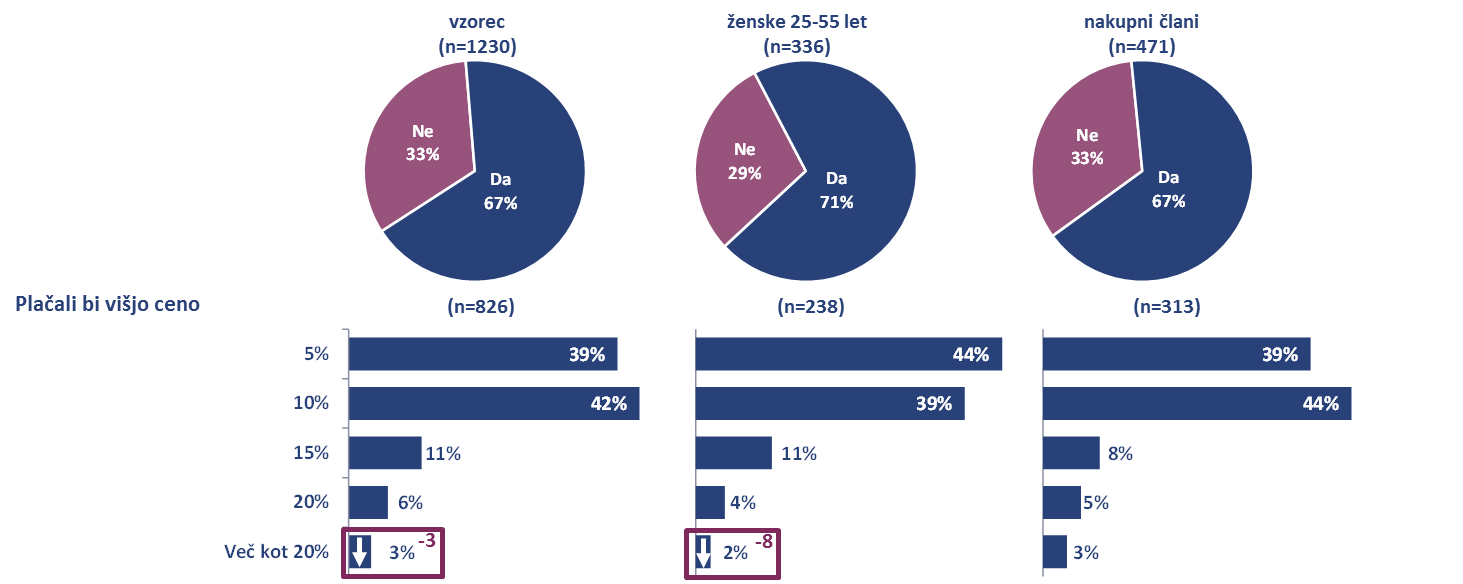 vzorec
(n=1230)
ženske 25-55 let
(n=336)
nakupni člani
(n=471)
Ne
33%
Da
67%
Ne
29%
Da
71%
Ne
33%
Da
67%
Plačali bi višjo ceno
(n=826)
(n=238)
(n=313)
5%
39%
44%
39%
10%
42%
39%
44%
15%
11%
11%
8%
20%
6%
4%
5%
Več kot 20%
3%
-3
2%
-8
3%